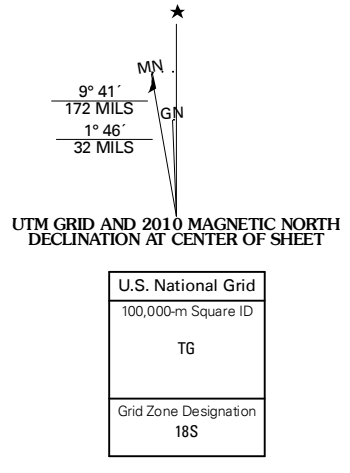 ★
MN
GN
9° 41´
172 MILS
1° 46´
32 MILS
UTM GRID AND 2010 MAGNETIC NORTH
DECLINATION AT CENTER OF SHEET
U.S. National Grid
100,000-m Square ID
TG
Grid Zone Designation
18S